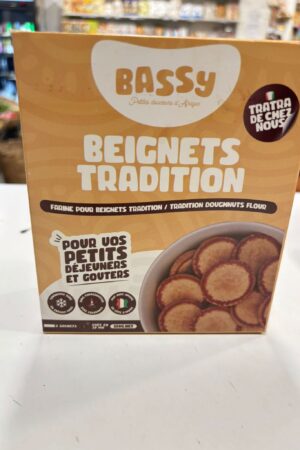 BASSY
Petites douceurs d'Afrique
TRATRA
DE CHEZ
NOUS
BEIGNETS
TRADITION
FARINE POUR BEIGNETS TRADITION / TRADITION DOUGHNUTS FLOUR
POUR VOS
PETITS
DÉJEUNERS
ET GOUTERS